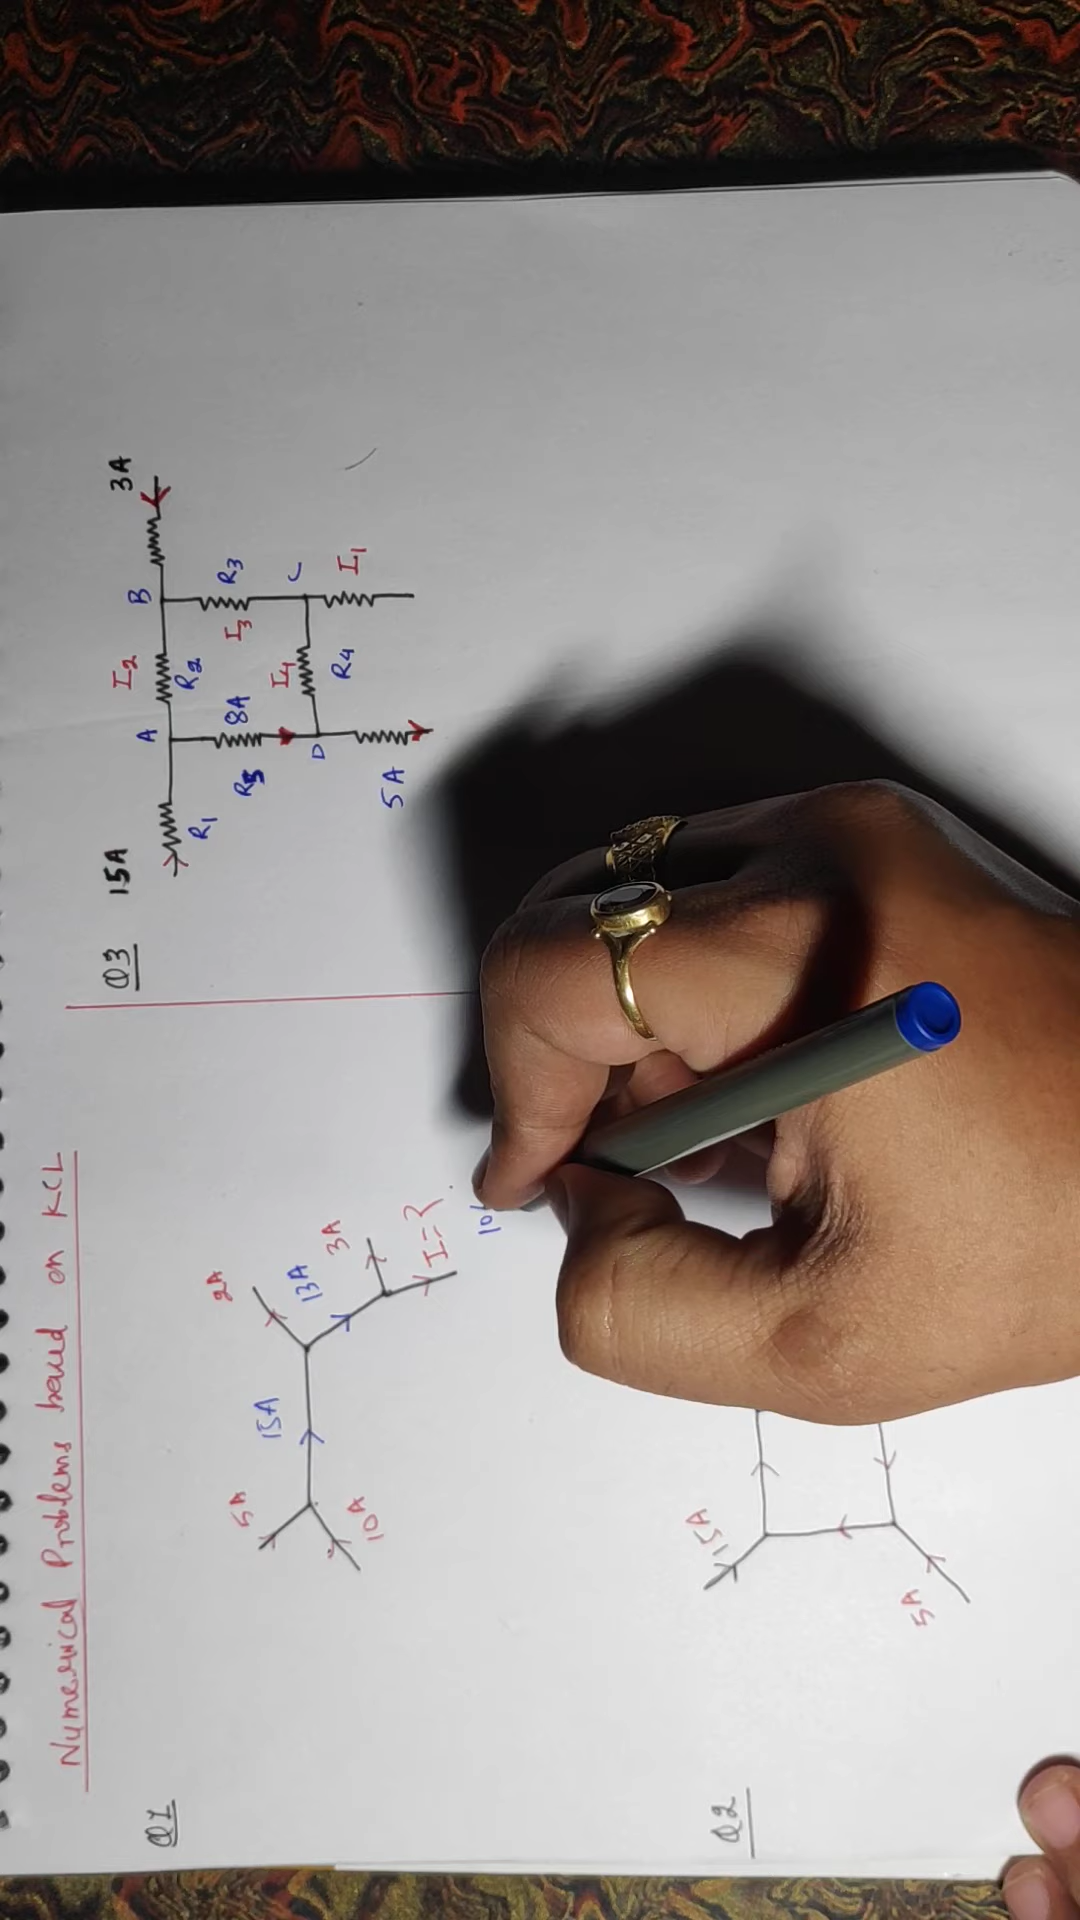 Numerical Problems based on KCL
Q1
5A
10A
15A
2A
13A
3A
I=?
10
Q2
15A
5A
Q3
15A
R1
A
I2
R2
B
3A
R5
8A
I3
R3
D
I4
R4
C
I1
5A